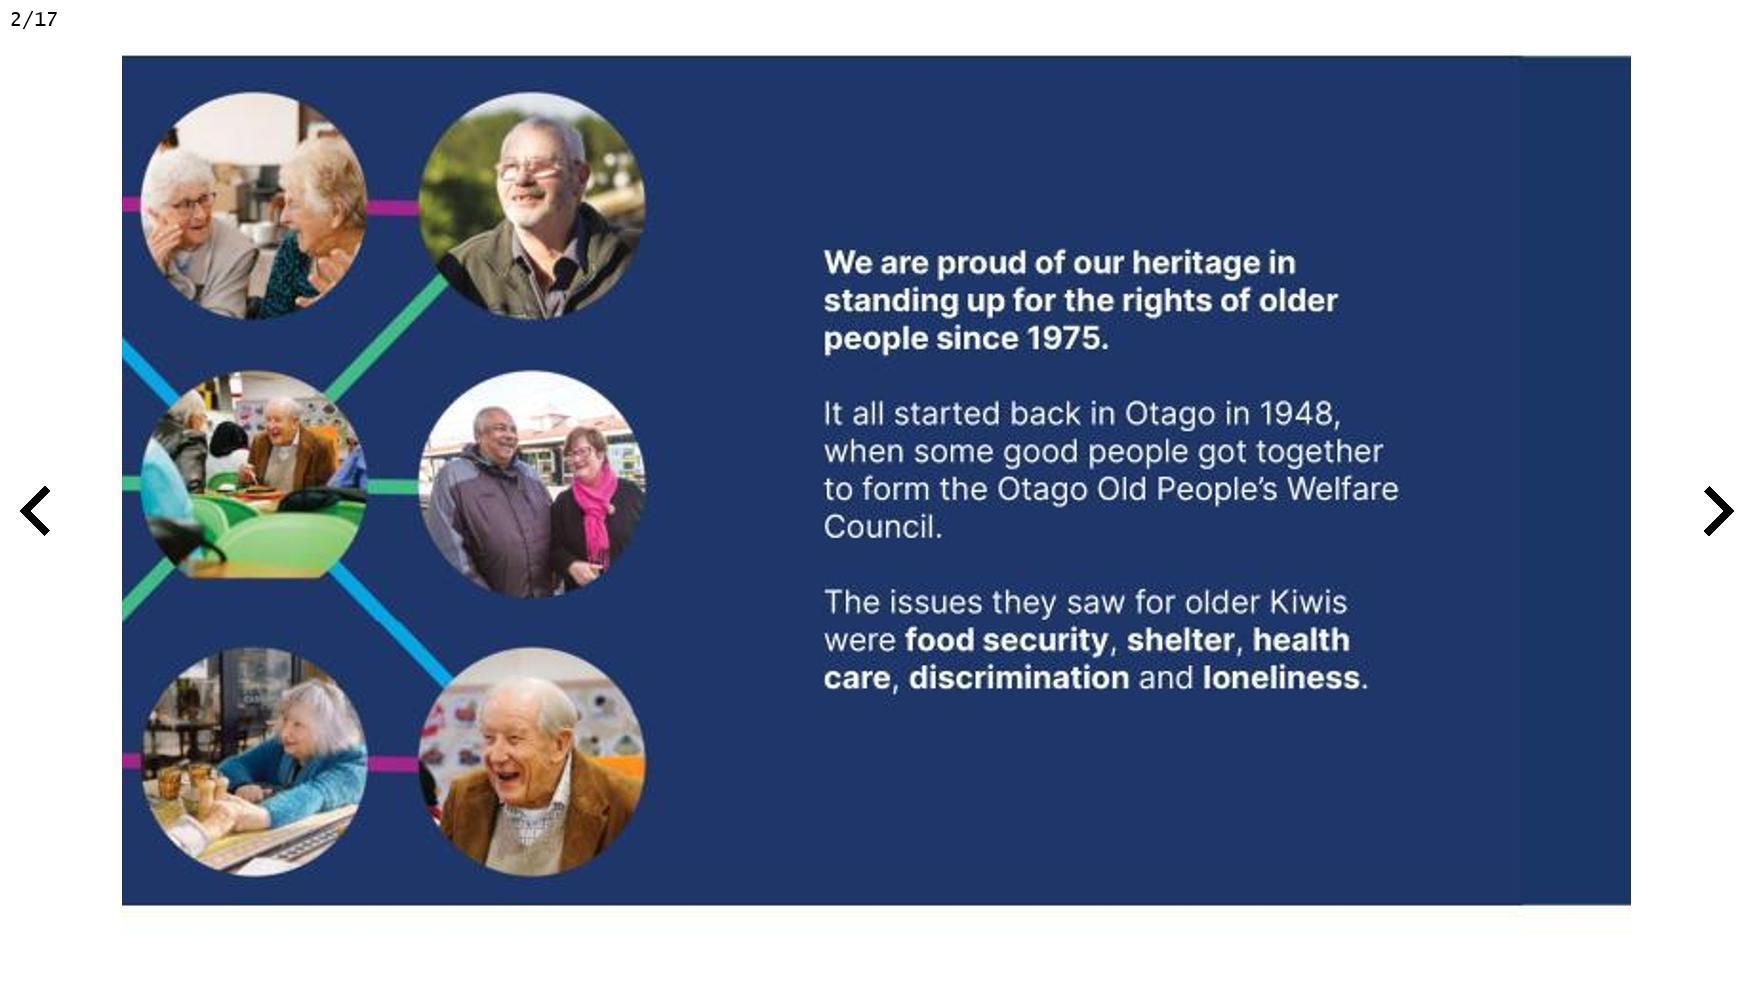 2/17
We are proud of our heritage in
standing up for the rights of older
people since 1975.
It all started back in Otago in 1948,
when some good people got together
to form the Otago Old People’s Welfare
Council.
The issues they saw for older Kiwis
were food security, shelter, health
care, discrimination and loneliness.